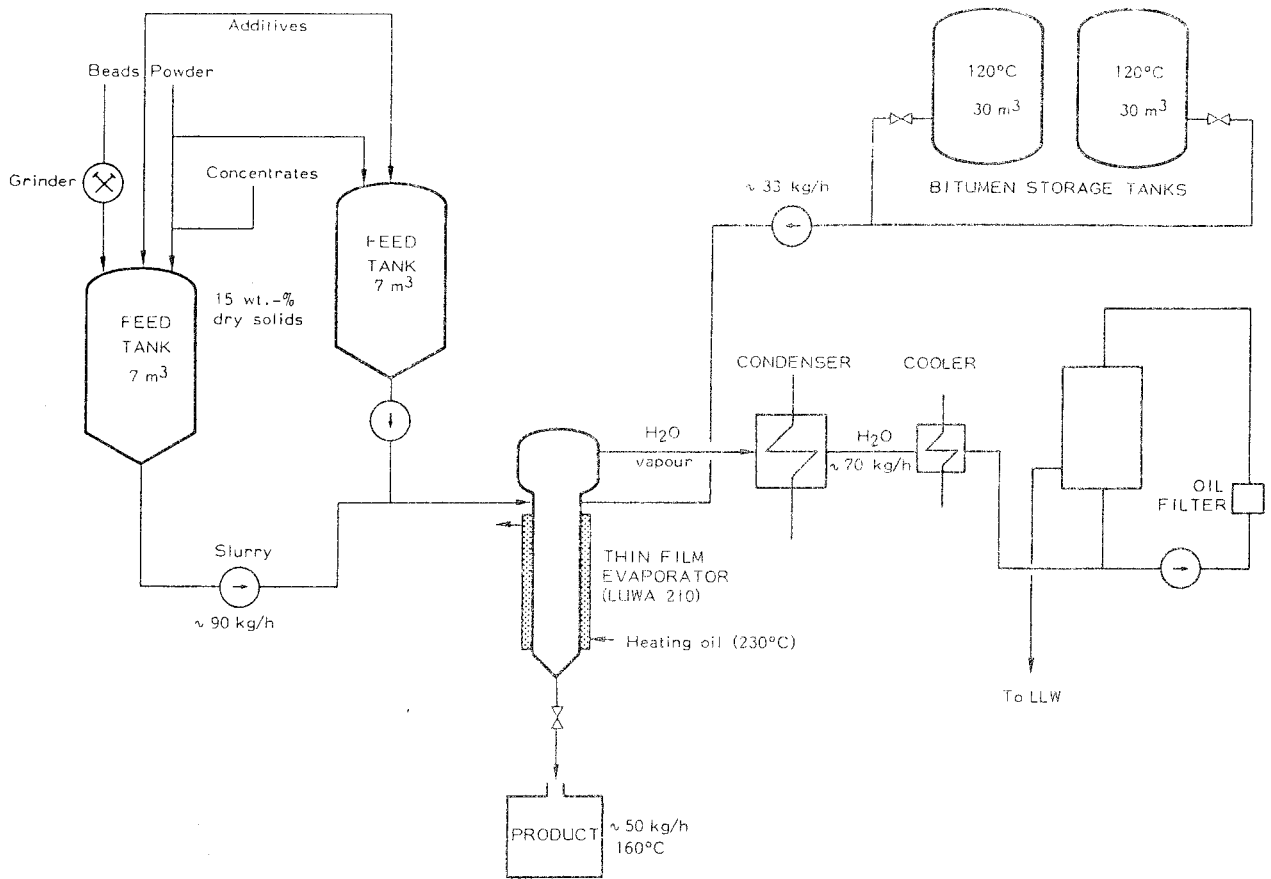 Additives
Beads Powder
Grinder
Concentrates
FEED
TANK
7 m³
15 wt.-%
dry solids
FEED
TANK
7 m³
Slurry
~ 90 kg/h
120°C
30 m³
120°C
30 m³
BITUMEN STORAGE TANKS
~ 33 kg/h
CONDENSER
COOLER
H₂O
vapour
H₂O
~ 70 kg/h
OIL
FILTER
THIN FILM
EVAPORATOR
(LUWA 210)
Heating oil (230°C)
To LLW
PRODUCT
~ 50 kg/h
160°C